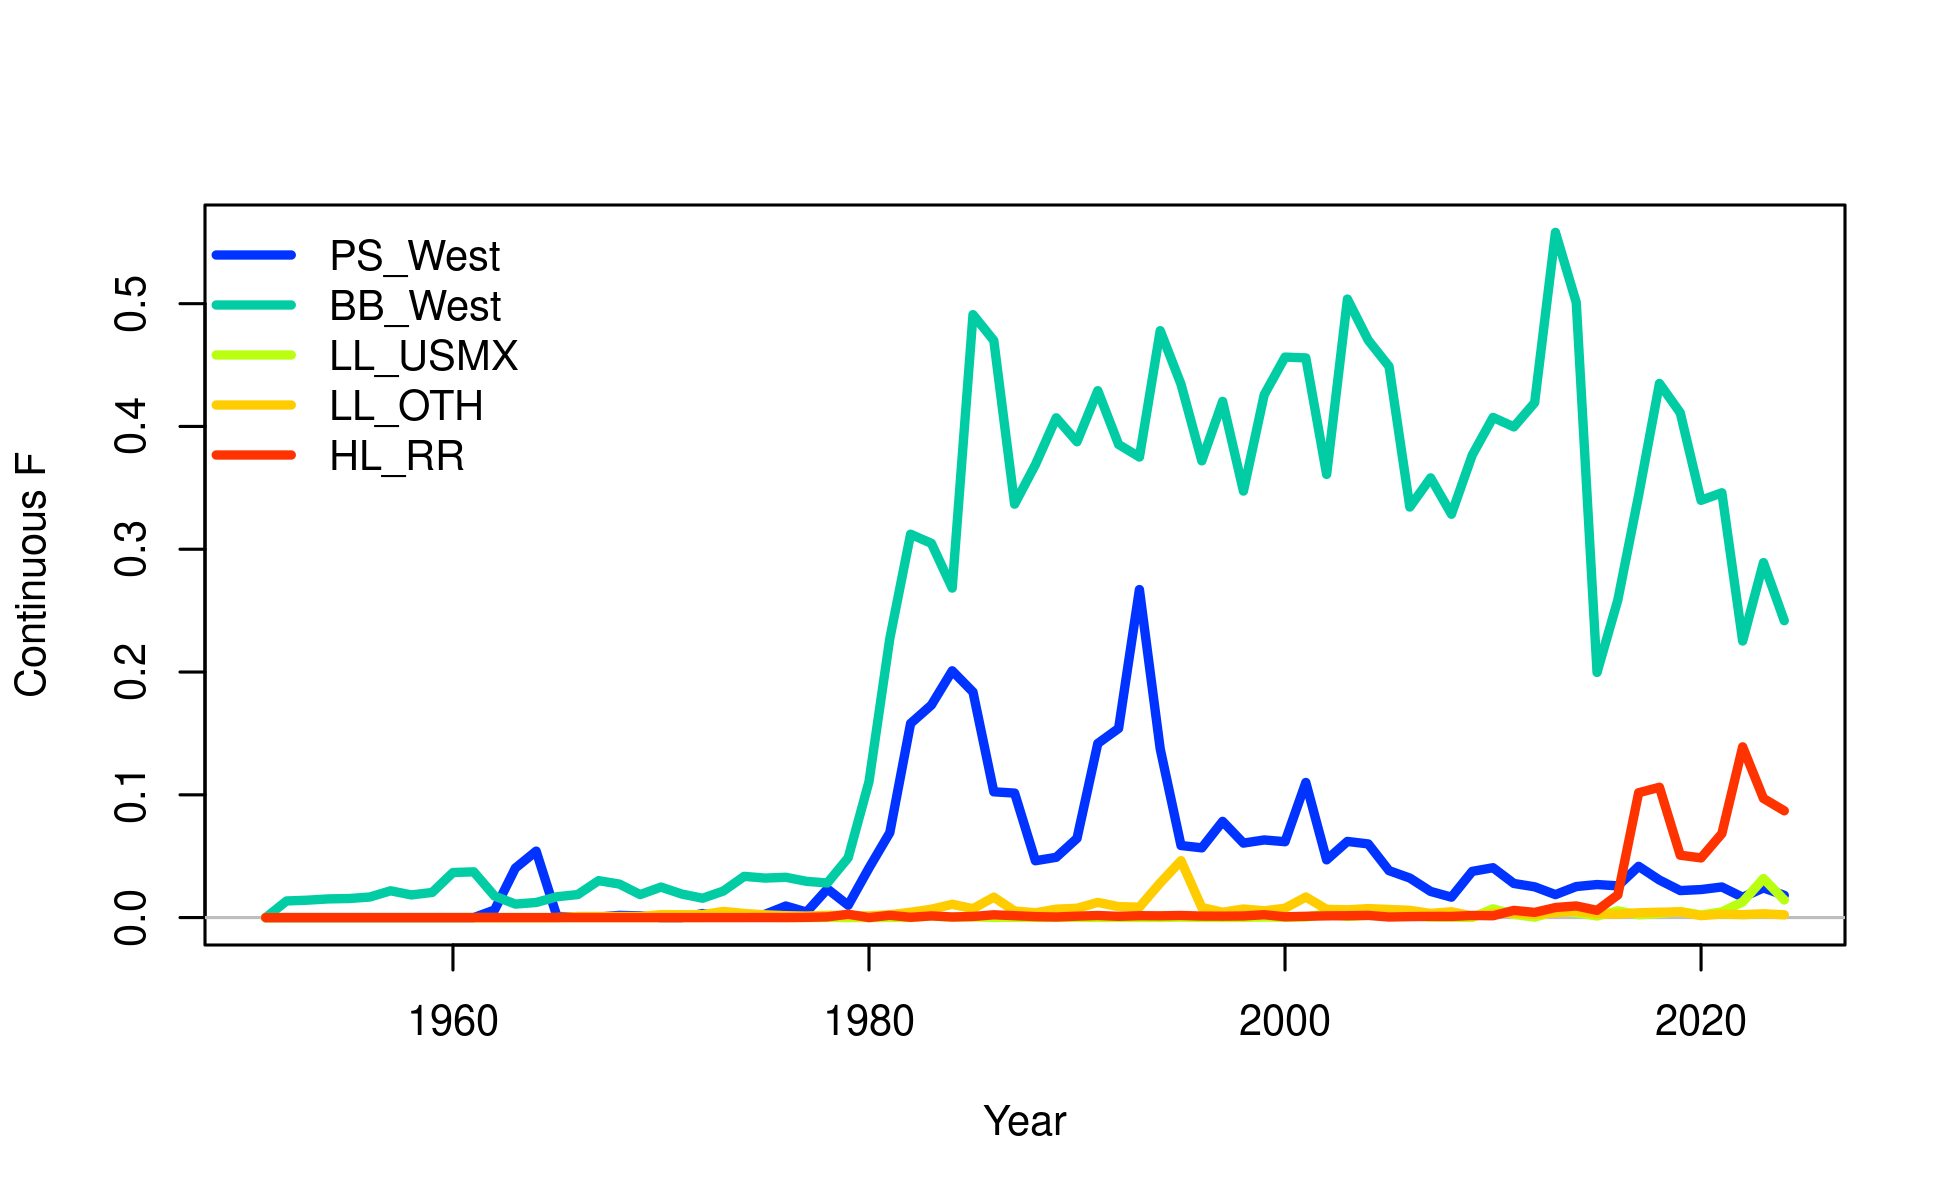 PS_West
BB_West
LL_USMX
LL_OTH
HL_RR
Continuous F
0.5
0.4
0.3
0.2
0.1
0.0
1960 1980 2000 2020
Year